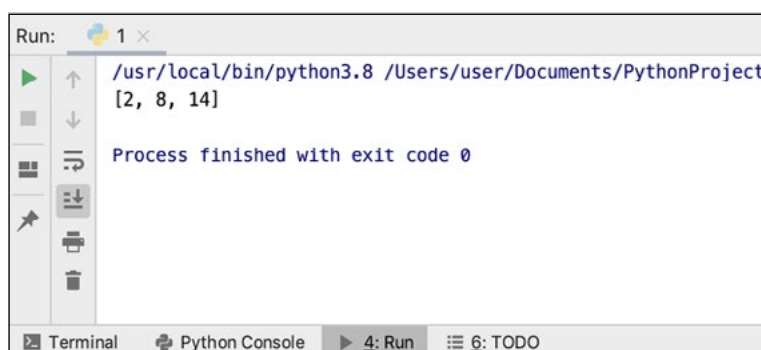 Run: 1 ×
/usr/local/bin/python3.8 /Users/user/Documents/PythonProject
[2, 8, 14]
Process finished with exit code 0
Terminal Python Console 4: Run 6: TODO